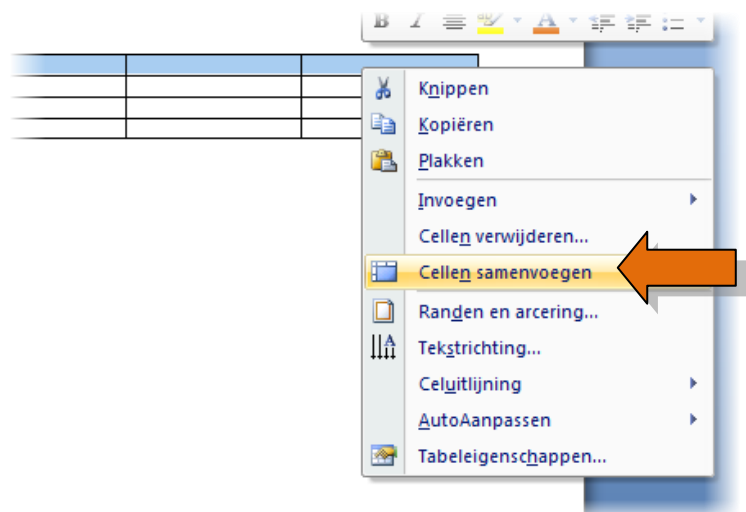 B I A
Knippen
Kopiëren
Plakken
Invoegen
Cellen verwijderen...
Cellen samenvoegen
Randen en arcering...
Tekstrichting...
Celuitlijning
AutoAanpassen
Tabeleigenschappen...